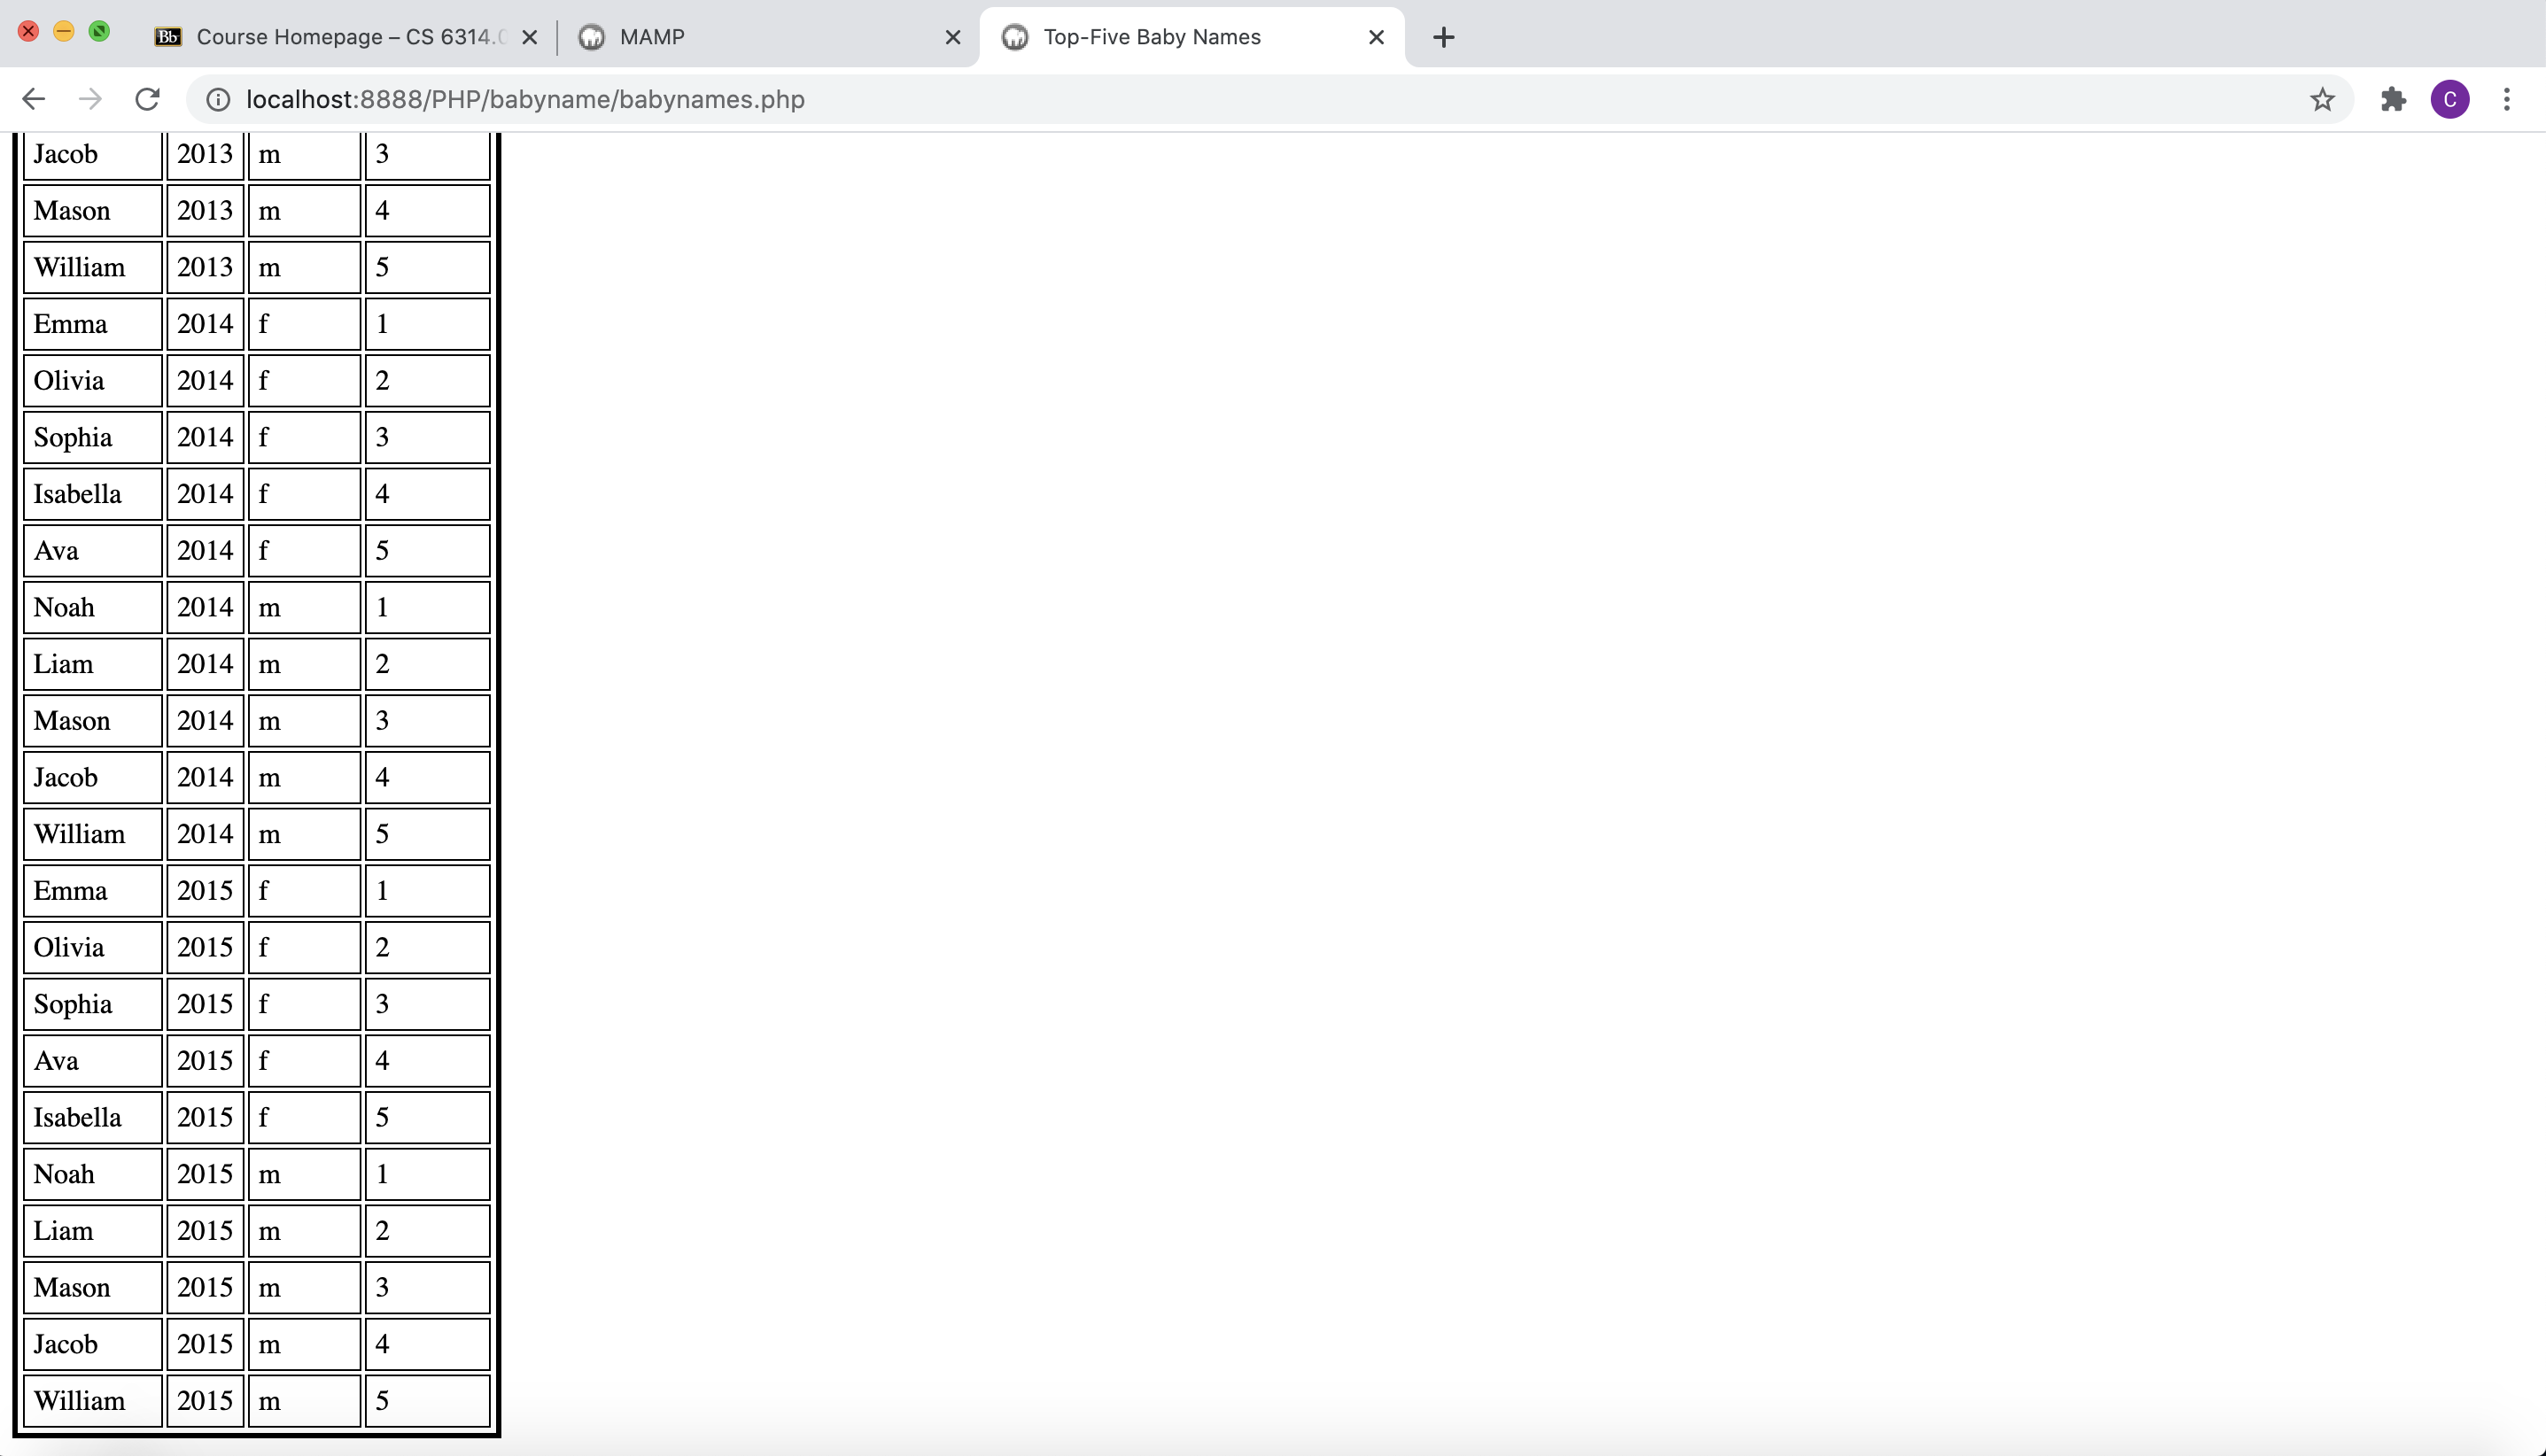 Bb Course Homepage – CS 6314.0
MAMP
Top-Five Baby Names
localhost:8888/PHP/babyname/babynames.php
C
Jacob 2013 m 3
Mason 2013 m 4
William 2013 m 5
Emma 2014 f 1
Olivia 2014 f 2
Sophia 2014 f 3
Isabella 2014 f 4
Ava 2014 f 5
Noah 2014 m 1
Liam 2014 m 2
Mason 2014 m 3
Jacob 2014 m 4
William 2014 m 5
Emma 2015 f 1
Olivia 2015 f 2
Sophia 2015 f 3
Ava 2015 f 4
Isabella 2015 f 5
Noah 2015 m 1
Liam 2015 m 2
Mason 2015 m 3
Jacob 2015 m 4
William 2015 m 5